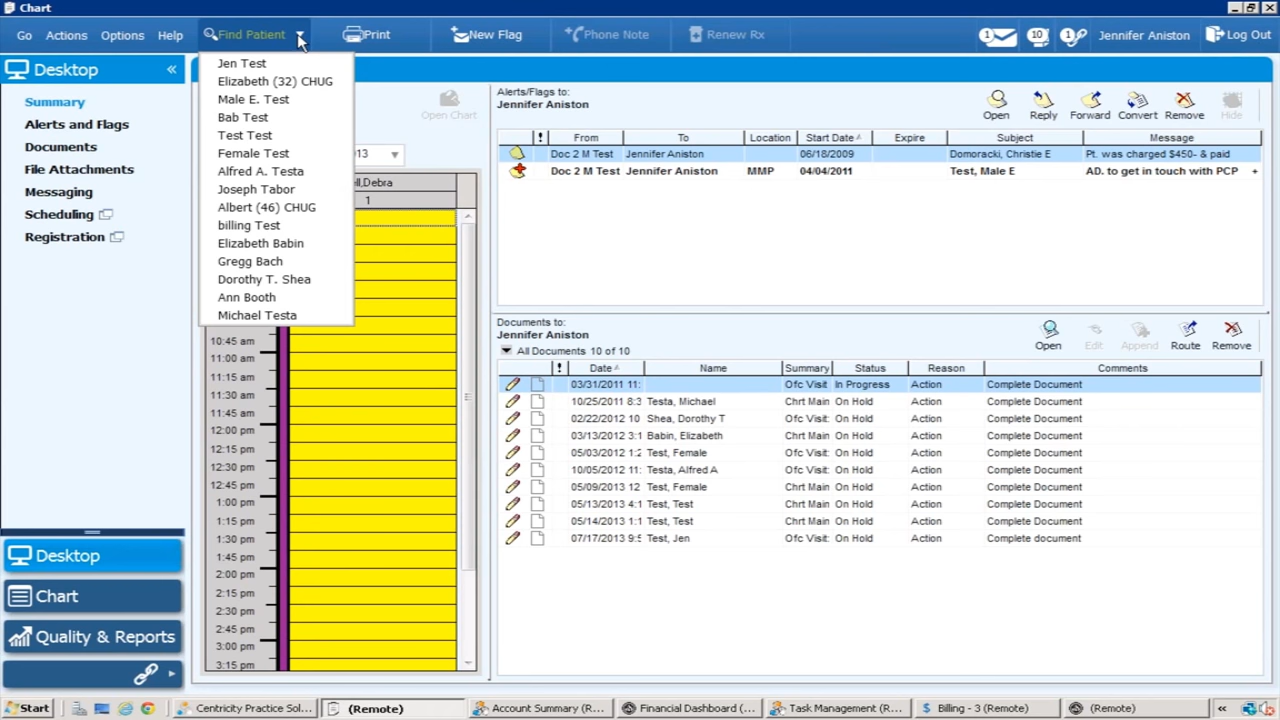 Chart
Go Actions Options Help Find Patient Print New Flag Phone Note Renew Rx 1 10 1 Jennifer Aniston Log Out
Desktop «
Summary
Alerts and Flags
Documents
File Attachments
Messaging
Scheduling
Registration
Jen Test
Elizabeth (32) CHUG
Male E. Test
Bab Test
Test Test
Female Test
Alfred A. Testa
Joseph Tabor
Albert (46) CHUG
billing Test
Elizabeth Babin
Gregg Bach
Dorothy T. Shea
Ann Booth
Michael Testa
Open Chart
013
ll,Debra
1
10:45 am
11:00 am
11:15 am
11:30 am
11:45 am
12:00 pm
12:15 pm
12:30 pm
12:45 pm
1:00 pm
1:15 pm
1:30 pm
1:45 pm
2:00 pm
2:15 pm
2:30 pm
2:45 pm
3:00 pm
3:15 pm
Alerts/Flags to:
Jennifer Aniston
Open Reply Forward Convert Remove Hide
! From To Location Start Date Expire Subject Message
Doc 2 M Test Jennifer Aniston 06/18/2009 Domoracki, Christie E Pt. was charged $450- & paid
Doc 2 M Test Jennifer Aniston MMP 04/04/2011 Test, Male E AD. to get in touch with PCP +
Documents to:
Jennifer Aniston
All Documents 10 of 10
Open Edit Append Route Remove
! Date Name Summary Status Reason Comments
03/31/2011 11: Ofc Visit In Progress Action Complete Document
10/25/2011 8:3 Testa, Michael Chrt Main On Hold Action Complete Document
02/22/2012 10 Shea, Dorothy T Ofc Visit: On Hold Action Complete Document
03/13/2012 3:1 Babin, Elizabeth Chrt Main On Hold Action Complete Document
05/03/2012 1:2 Test, Female Ofc Visit: On Hold Action Complete Document
10/05/2012 11: Testa, Alfred A Ofc Visit: On Hold Action Complete Document
05/09/2013 12 Test, Female Chrt Main On Hold Action Complete Document
05/13/2013 4:1 Test, Test Chrt Main On Hold Action Complete Document
05/14/2013 1:1 Test, Test Chrt Main On Hold Action Complete Document
07/17/2013 9:5 Test, Jen Ofc Visit: On Hold Action Complete document
Desktop
Chart
Quality & Reports
Start Centricity Practice Sol... (Remote) Account Summary (R... Financial Dashboard (... Task Management (R... $ Billing - 3 (Remote) (Remote) «